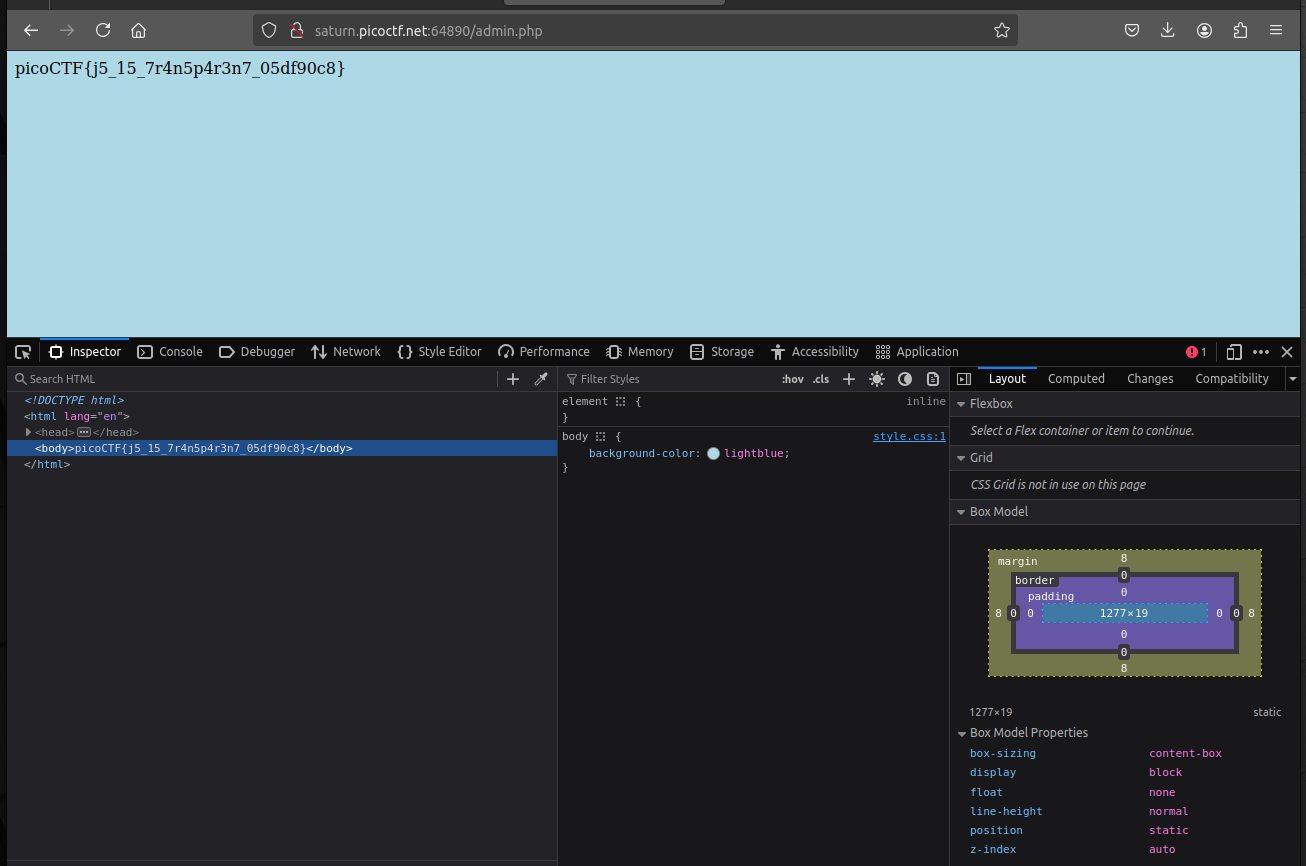 saturn.picoctf.net:64890/admin.php
picoCTF{j5_15_7r4n5p4r3n7_05df90c8}
Inspector Console Debugger Network Style Editor Performance Memory Storage Accessibility Application 1
Search HTML
<!DOCTYPE html>
<html lang="en">
<head> ••• </head>
<body>picoCTF{j5_15_7r4n5p4r3n7_05df90c8}</body>
</html>
Filter Styles :hov .cls +
element { inline
}
body { style.css:1
background-color: lightblue;
}
Layout Computed Changes Compatibility
Flexbox
Select a Flex container or item to continue.
Grid
CSS Grid is not in use on this page
Box Model
margin 8
border 0
padding 0
8 0 0 1277×19 0 0 8
0
0
8
1277×19 static
Box Model Properties
box-sizing content-box
display block
float none
line-height normal
position static
z-index auto